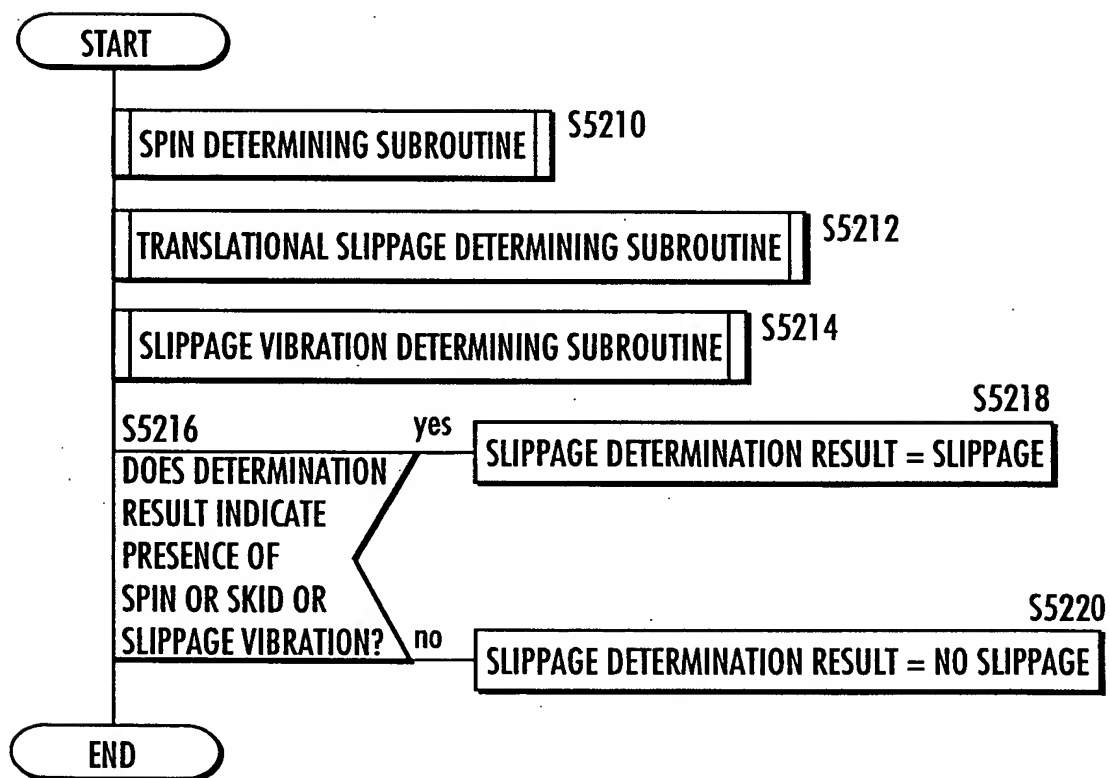 START
SPIN DETERMINING SUBROUTINE
S5210
TRANSLATIONAL SLIPPAGE DETERMINING SUBROUTINE
S5212
SLIPPAGE VIBRATION DETERMINING SUBROUTINE
S5214
S5216
DOES DETERMINATION
RESULT INDICATE
PRESENCE OF
SPIN OR SKID OR
SLIPPAGE VIBRATION?
yes
S5218
SLIPPAGE DETERMINATION RESULT = SLIPPAGE
no
S5220
SLIPPAGE DETERMINATION RESULT = NO SLIPPAGE
END